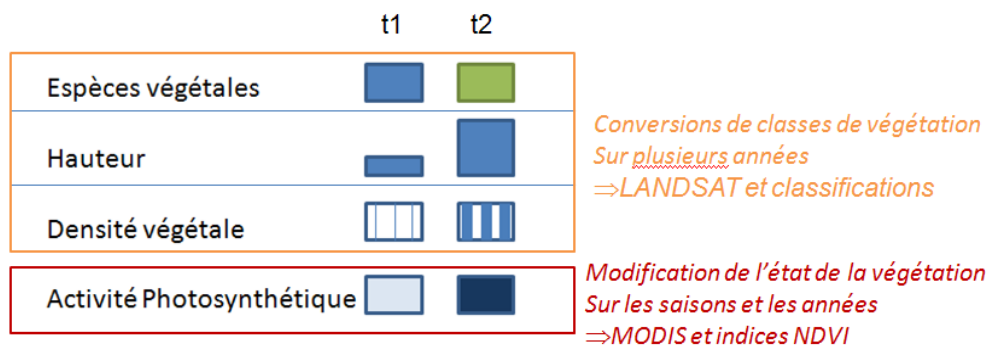 t1 t2
Espèces végétales
Hauteur
Densité végétale
Conversions de classes de végétation
Sur plusieurs années
⇒LANDSAT et classifications
Activité Photosynthétique
Modification de l'état de la végétation
Sur les saisons et les années
⇒MODIS et indices NDVI